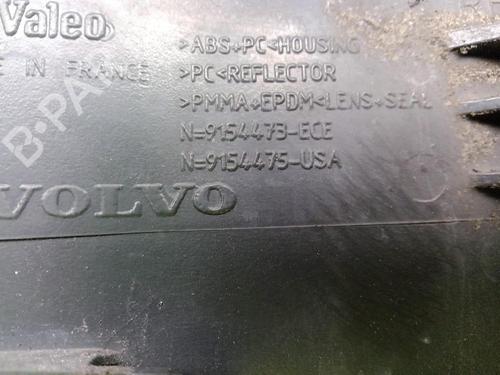 Valeo
>ABS+PC<HOUSING
IN FRANCE
>PC<REFLECTOR
>PMMA+EPDM<LENS+SEAL
N=9154473-ECE
N=9154475-USA
VOLVO